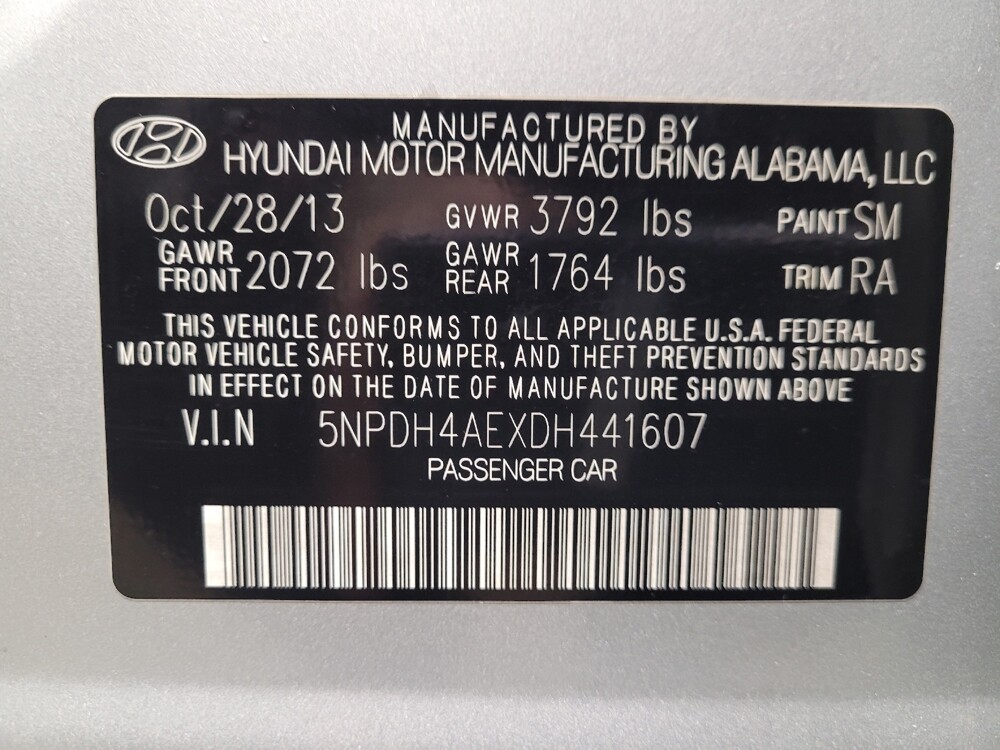 MANUFACTURED BY
HYUNDAI MOTOR MANUFACTURING ALABAMA, LLC
Oct/28/13 GVWR 3792 lbs PAINT SM
GAWR FRONT 2072 lbs GAWR REAR 1764 lbs TRIM RA
THIS VEHICLE CONFORMS TO ALL APPLICABLE U.S.A. FEDERAL
MOTOR VEHICLE SAFETY, BUMPER, AND THEFT PREVENTION STANDARDS
IN EFFECT ON THE DATE OF MANUFACTURE SHOWN ABOVE
V.I.N 5NPDH4AEXDH441607
PASSENGER CAR